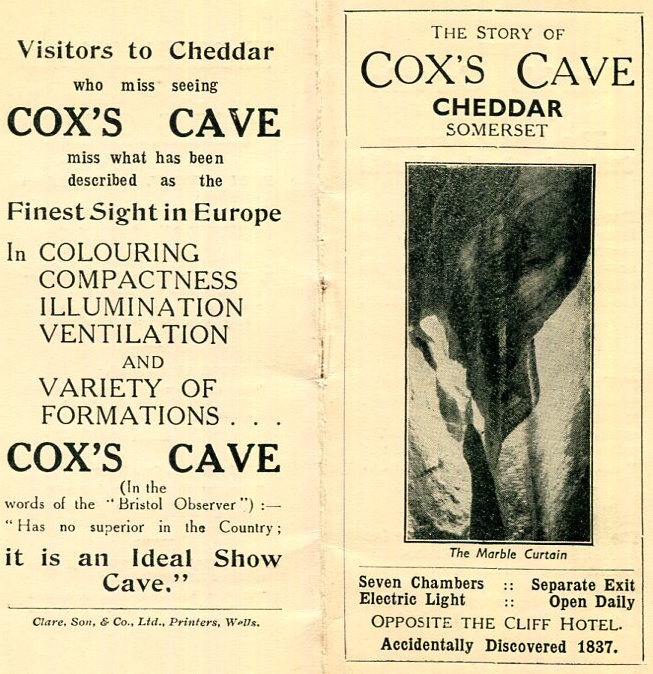 Visitors to Cheddar
who miss seeing
COX'S CAVE
miss what has been
described as the
Finest Sight in Europe
In COLOURING
COMPACTNESS
ILLUMINATION
VENTILATION
AND
VARIETY OF
FORMATIONS . . .
COX'S CAVE
(In the
words of the "Bristol Observer") :—
"Has no superior in the Country;
it is an Ideal Show
Cave."
Clare, Son, & Co., Ltd., Printers, Wells.
THE STORY OF
COX'S CAVE
CHEDDAR
SOMERSET
The Marble Curtain
Seven Chambers :: Separate Exit
Electric Light :: Open Daily
OPPOSITE THE CLIFF HOTEL.
Accidentally Discovered 1837.